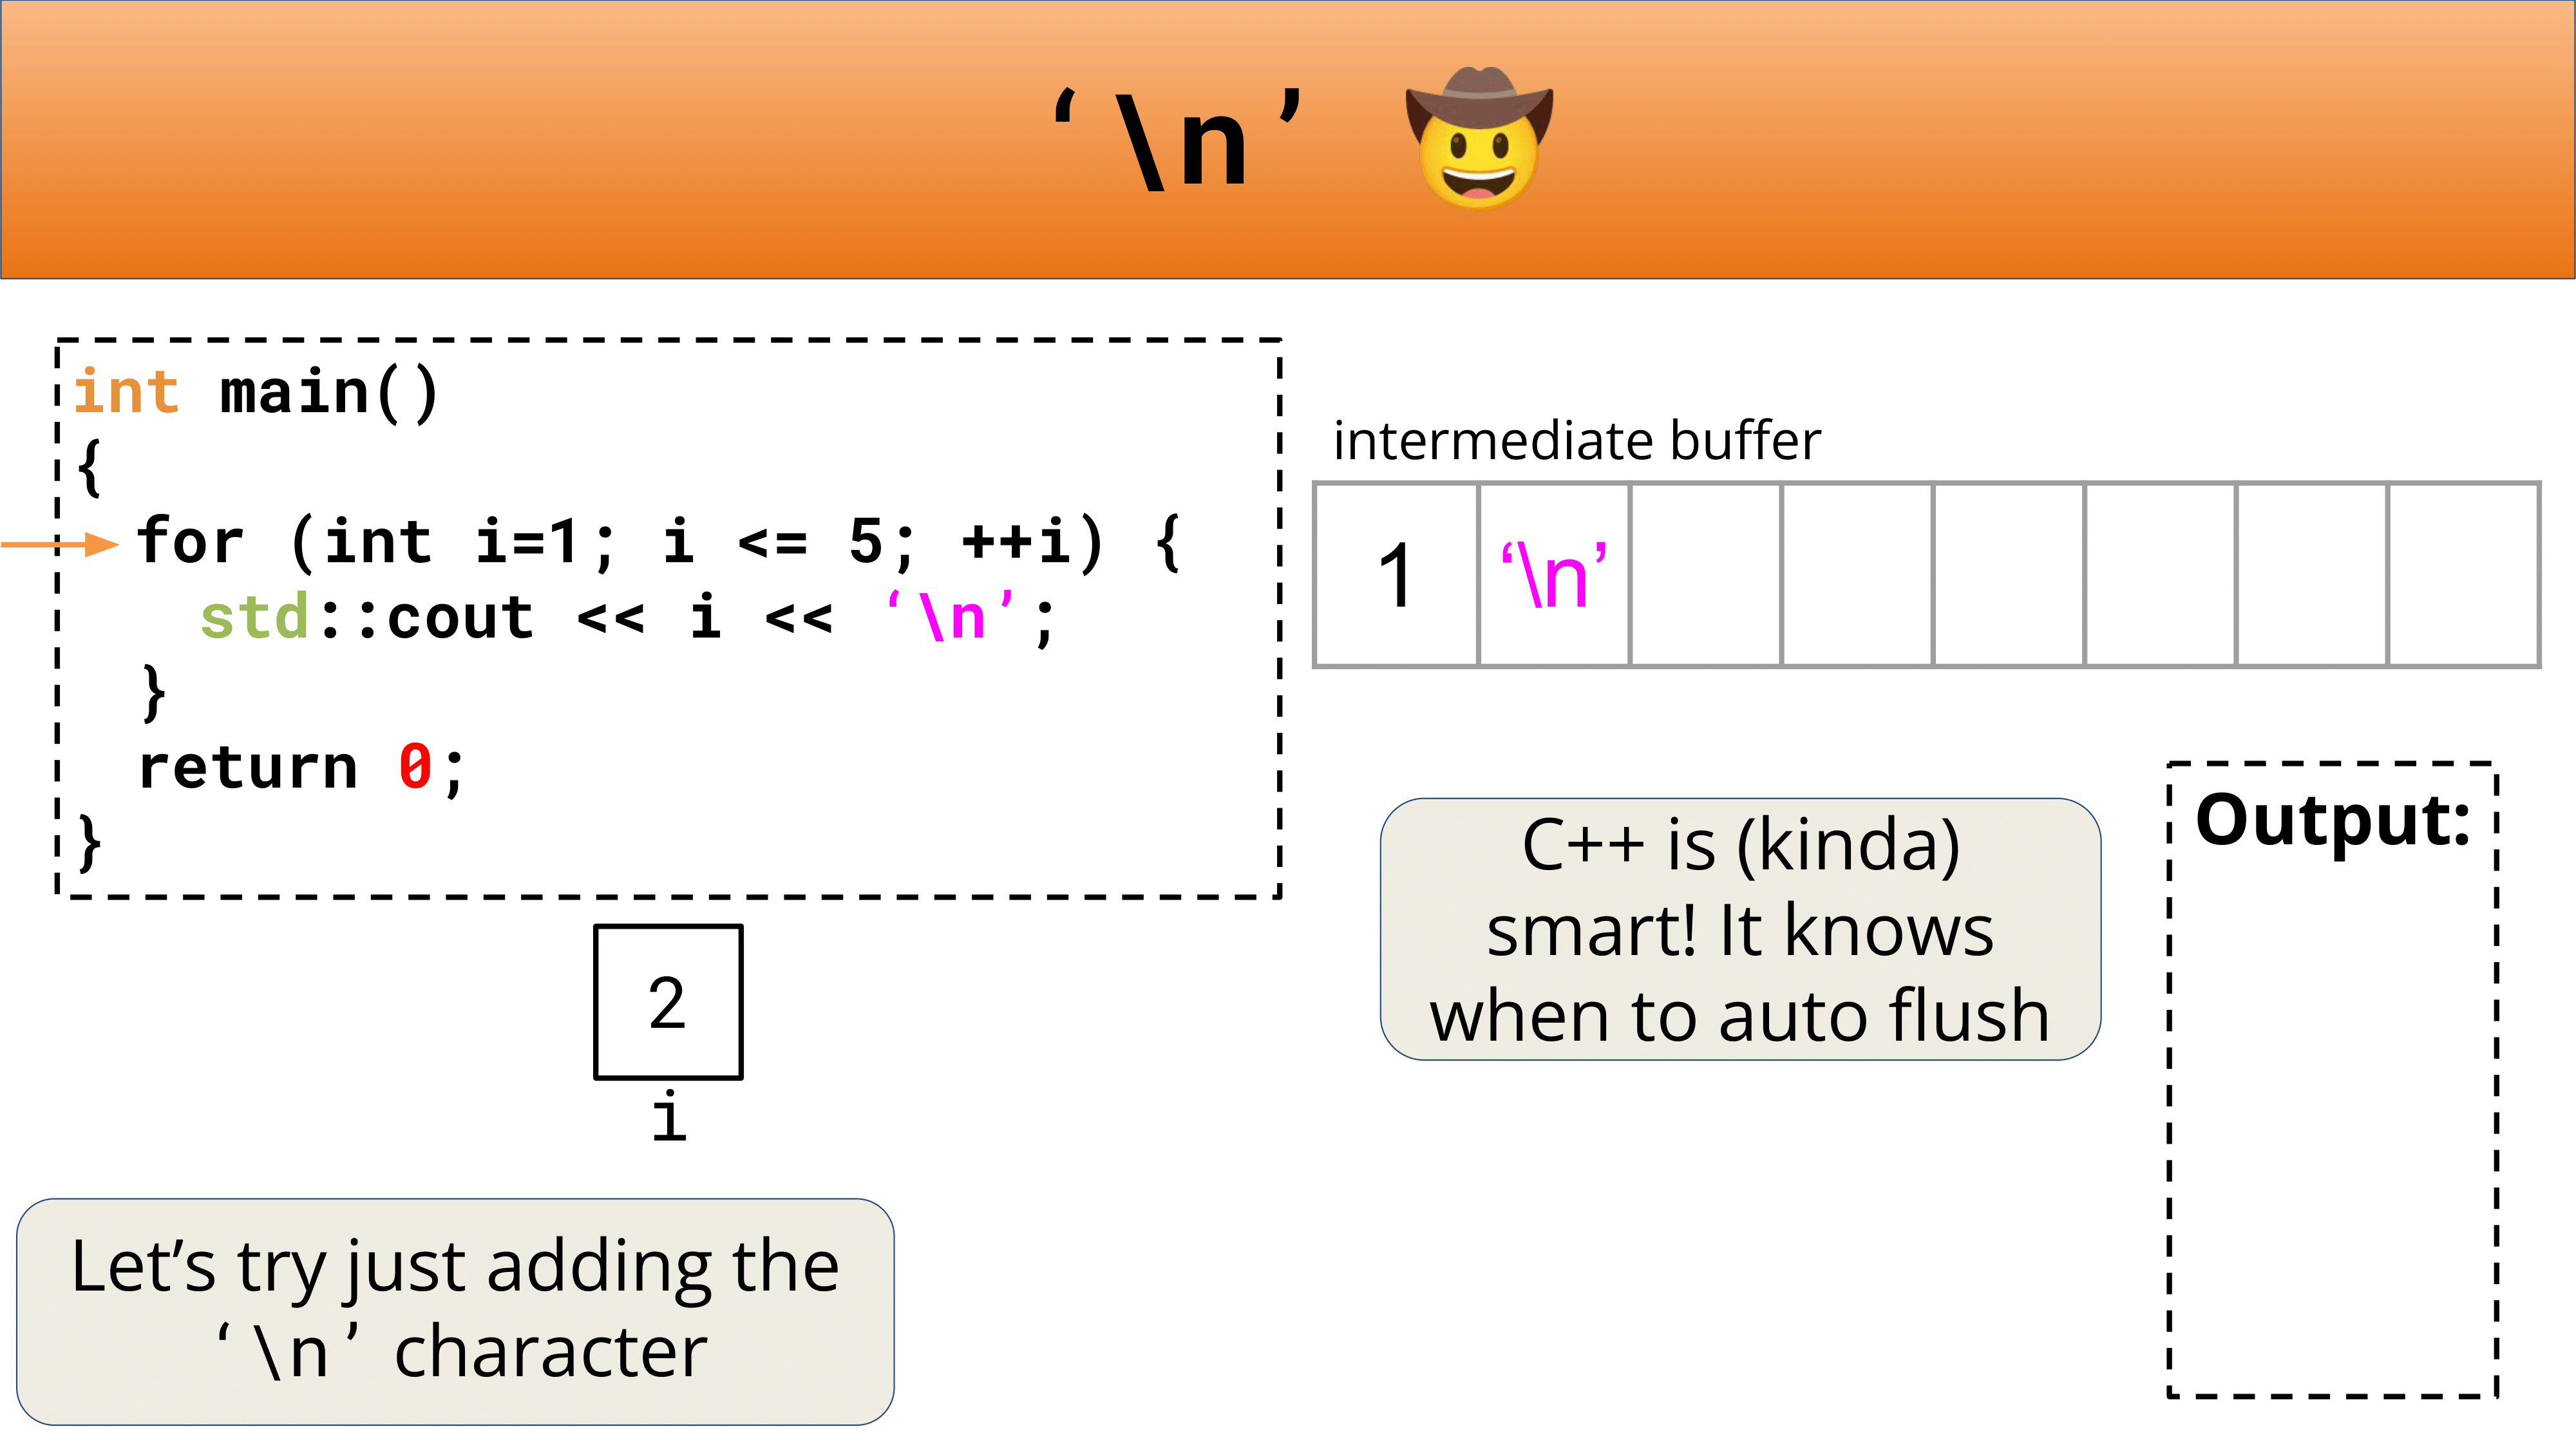 ‘\n’ 🤠
int main()
{
for (int i=1; i <= 5; ++i) {
std::cout << i << ‘\n’;
}
return 0;
}
intermediate buffer
1 ‘\n’
2
i
C++ is (kinda)
smart! It knows
when to auto flush
Output:
Let’s try just adding the
‘\n’ character